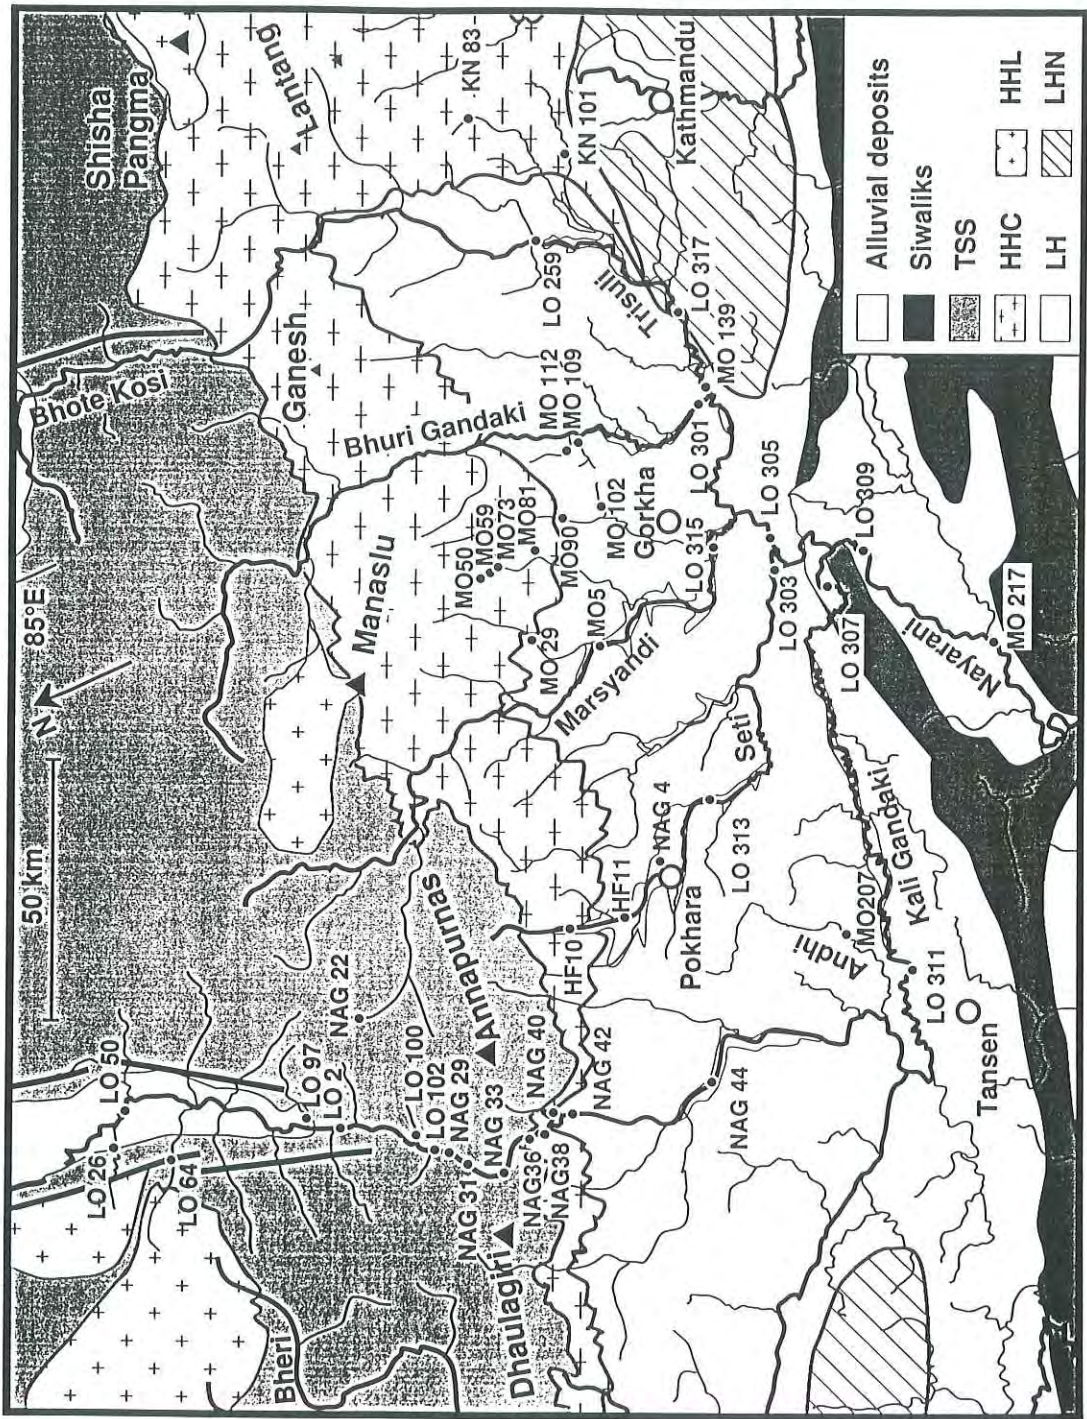 Shisha
Pangma
Lantang
KN 83
KN 101
Kathmandu
Bhote Kosi
Ganesh
LO 259
Trisuli
LO 317
MO 139
Bhuri Gandaki
MO 112
MO 109
85°E
N
Manaslu
MO50
MO59
MO73
MO81
MO90
MO 102
Gorkha
LO 301
LO 305
LO 315
MO29
MO5
Marsyandi
LO 303
LO 307
LO 309
MO 217
Nayarani
50 km
Seti
NAG 4
HF11
HF10
Pokhara
LO 313
Annapurnas
NAG 22
Andhi
MO207
Kali Gandaki
LO 311
Tansen
LO 50
LO 97
LO 2
LO 100
LO 102
NAG 29
NAG 33
NAG 40
NAG 42
NAG 44
LO 26
LO 64
NAG 31
NAG36
NAG38
Dhaulagiri
Bheri
Alluvial deposits
Siwaliks
TSS
HHC
HHL
LH
LHN